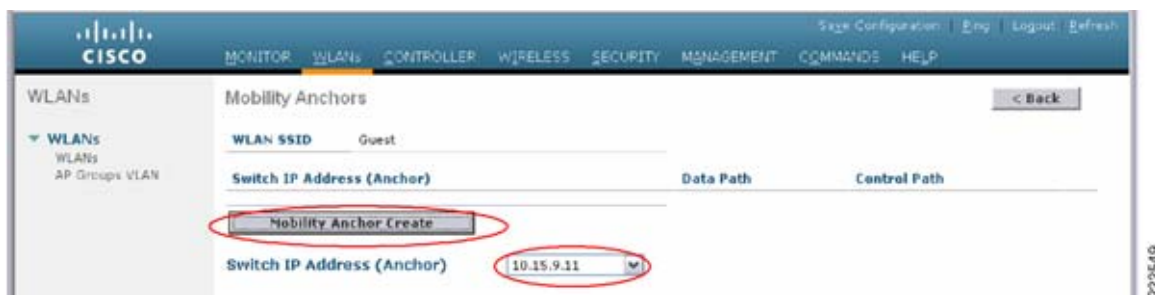 Save Configuration Ping Logout Refresh
CISCO
MONITOR WLANs CONTROLLER WIRELESS SECURITY MANAGEMENT COMMANDS HELP
WLANs
Mobility Anchors
< Back
WLANs
WLANs
AP Groups VLAN
WLAN SSID Guest
Switch IP Address (Anchor) Data Path Control Path
Mobility Anchor Create
Switch IP Address (Anchor) 10.15.9.11